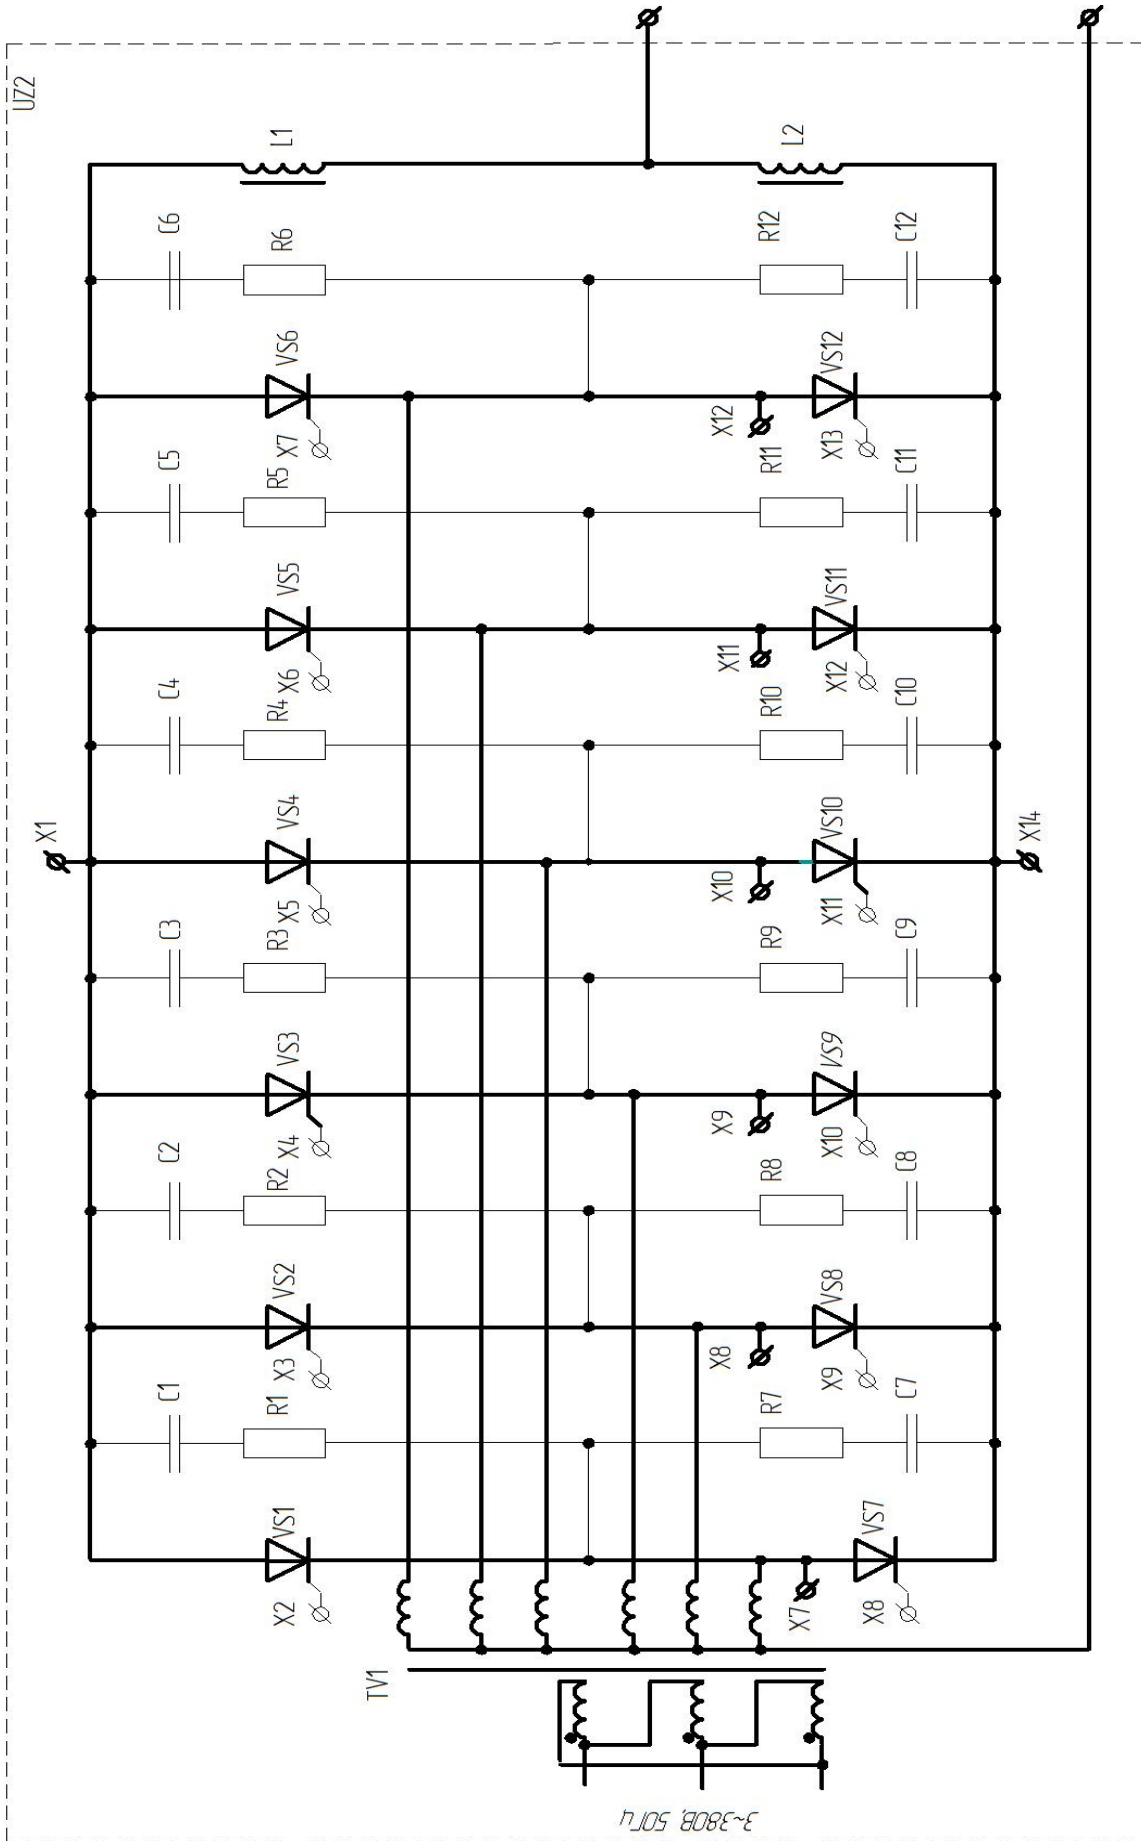 UZ2
L1
L2
C6
R6
R12
C12
VS6
VS12
X7
X12
X13
C5
R5
R11
C11
VS5
VS11
X6
X11
X12
C4
R4
R10
C10
X1
VS4
VS10
X14
X5
X10
X11
C3
R3
R9
C9
VS3
VS9
X4
X9
X10
C2
R2
R8
C8
VS2
VS8
X3
X8
X9
C1
R1
R7
C7
VS1
VS7
X2
X7
X8
TV1
3~380В, 50Гц